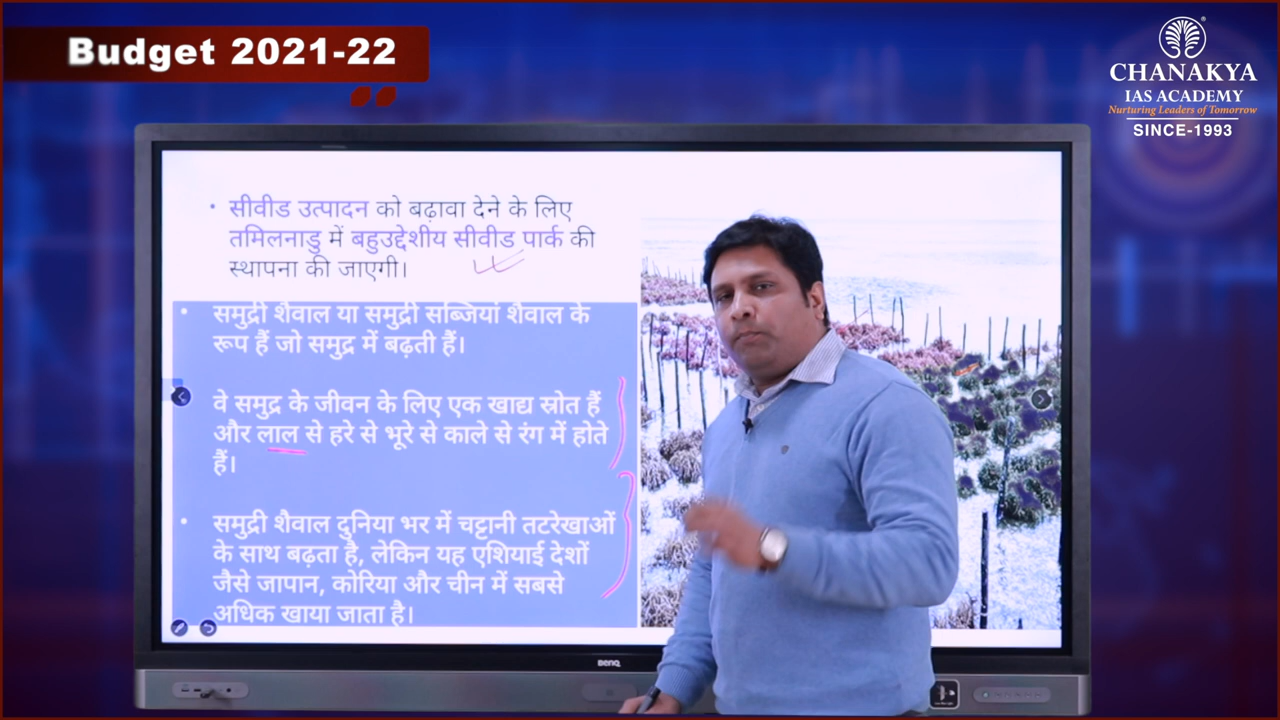 Budget 2021-22
CHANAKYA
IAS ACADEMY
Nurturing Leaders of Tomorrow
SINCE-1993
• सीवीड उत्पादन को बढ़ावा देने के लिए
तमिलनाडु में बहुउद्देशीय सीवीड पार्क की
स्थापना की जाएगी।
• समुद्री शैवाल या समुद्री सब्जियां शैवाल के
रूप हैं जो समुद्र में बढ़ती हैं।
वे समुद्र के जीवन के लिए एक खाद्य स्रोत हैं
और लाल से हरे से भूरे से काले से रंग में होते
हैं।
• समुद्री शैवाल दुनिया भर में चट्टानी तटरेखाओं
के साथ बढ़ता है, लेकिन यह एशियाई देशों
जैसे जापान, कोरिया और चीन में सबसे
अधिक खाया जाता है।
BenQ